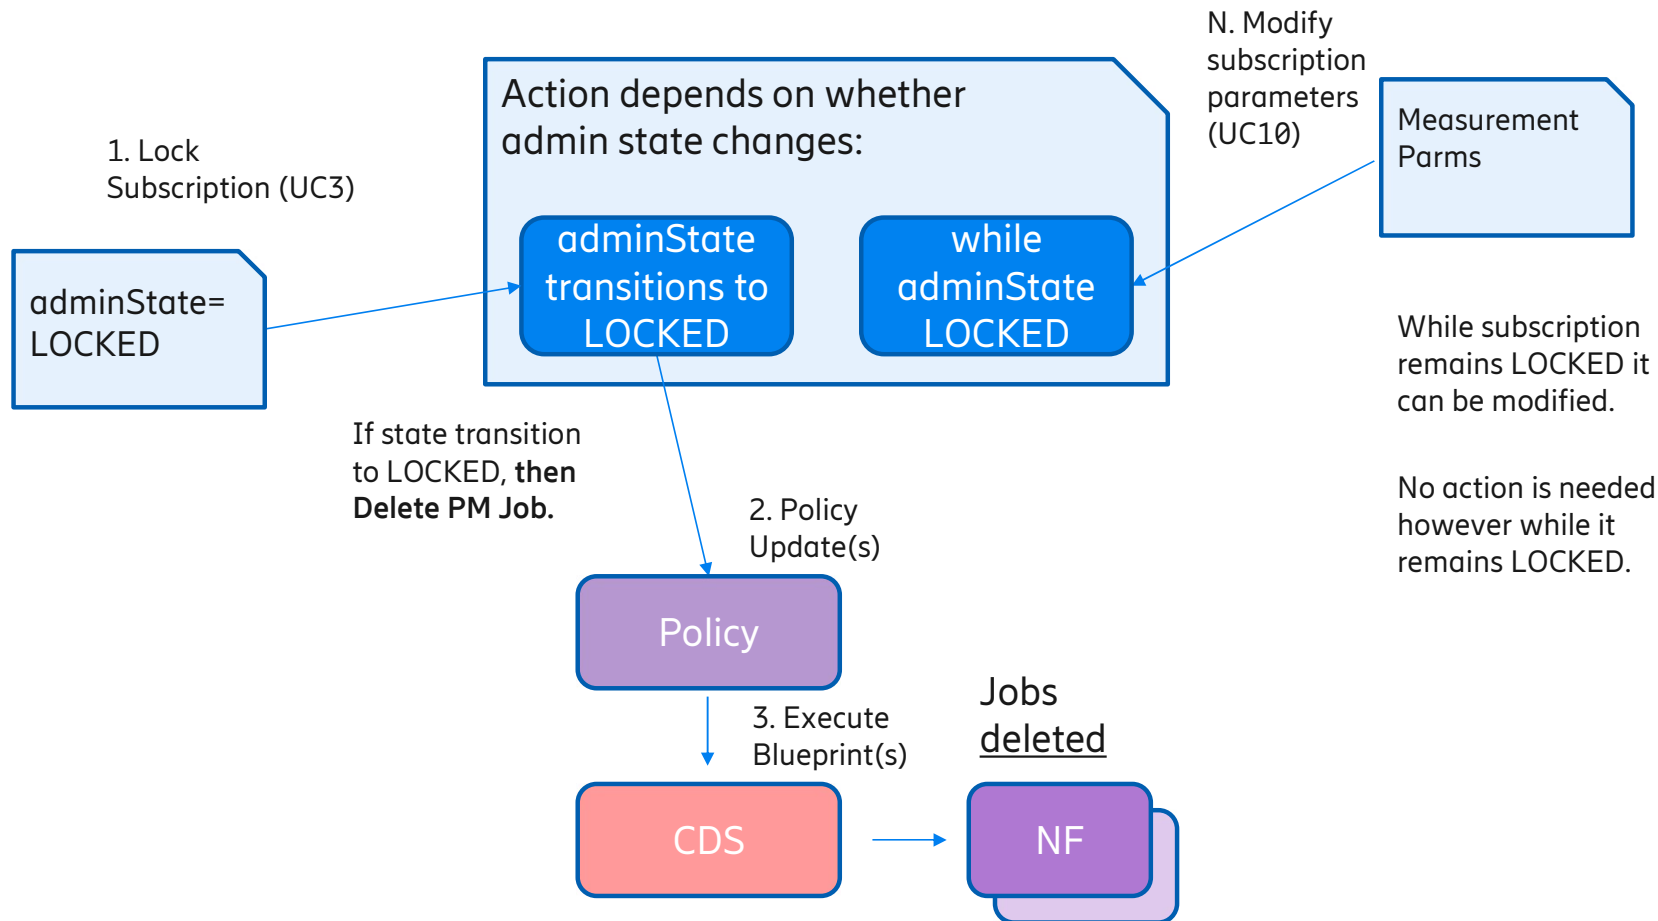 N. Modify
subscription
parameters
(UC10)
Action depends on whether
admin state changes:
Measurement
Parms
1. Lock
Subscription (UC3)
adminState
transitions to
LOCKED
while
adminState
LOCKED
adminState=
LOCKED
While subscription
remains LOCKED it
can be modified.
If state transition
to LOCKED, then
Delete PM Job.
No action is needed
however while it
remains LOCKED.
2. Policy
Update(s)
Policy
3. Execute
Blueprint(s)
Jobs
deleted
CDS
NF